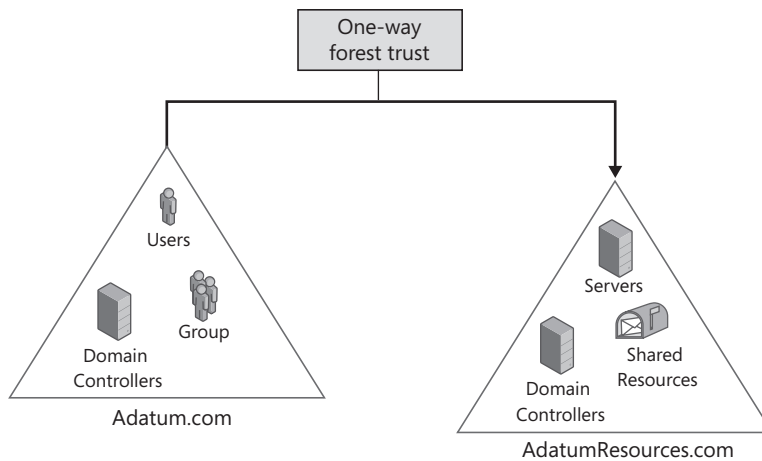 One-way
forest trust
Users
Group
Domain
Controllers
Adatum.com
Servers
Shared
Resources
Domain
Controllers
AdatumResources.com